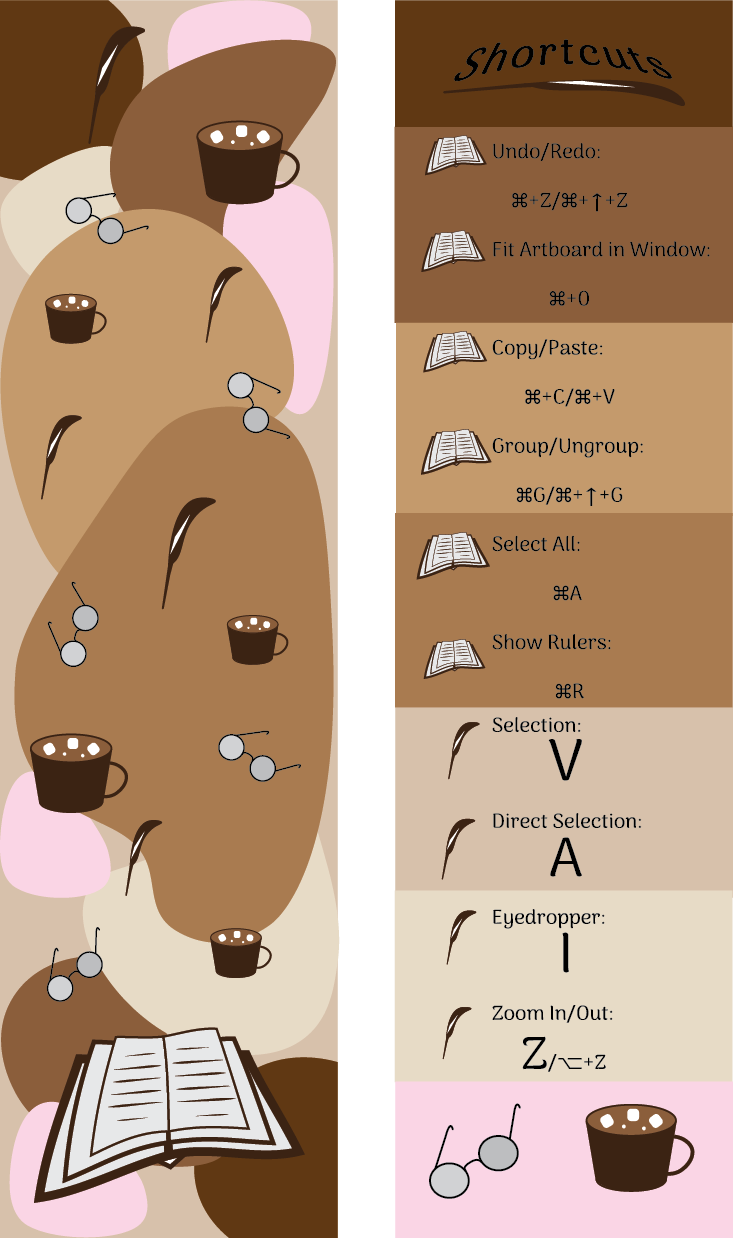 Shortcuts
Undo/Redo:
⌘+Z/⌘+↑+Z
Fit Artboard in Window:
⌘+0
Copy/Paste:
⌘+C/⌘+V
Group/Ungroup:
⌘G/⌘+↑+G
Select All:
⌘A
Show Rulers:
⌘R
Selection:
V
Direct Selection:
A
Eyedropper:
I
Zoom In/Out:
Z/⌥+Z